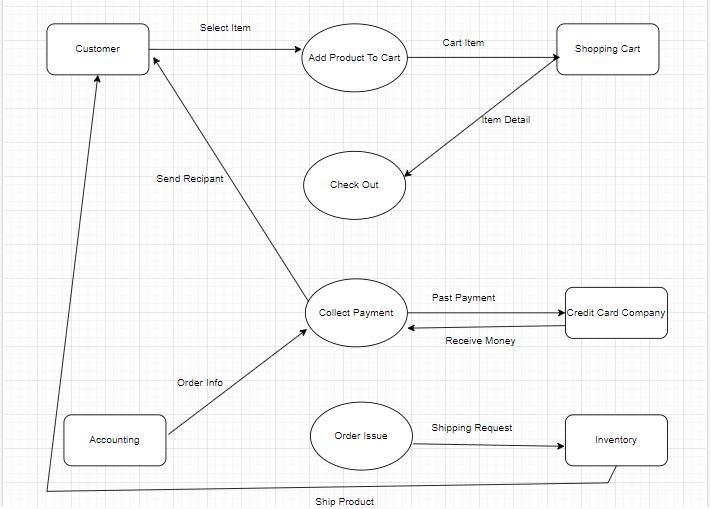 Select Item
Customer
Add Product To Cart
Cart Item
Shopping Cart
Item Detail
Send Recipant
Check Out
Past Payment
Collect Payment
Credit Card Company
Receive Money
Order Info
Accounting
Order Issue
Shipping Request
Inventory
Ship Product